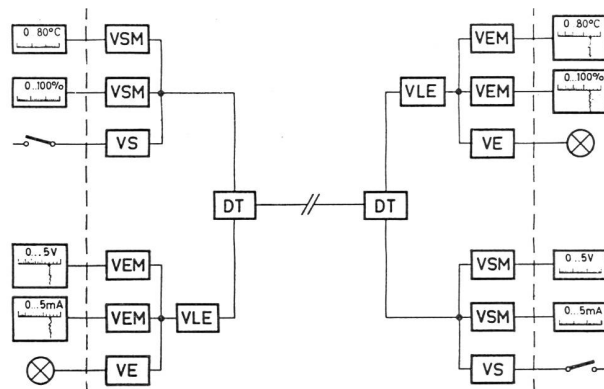 0 80°C
VSM
0..100%
VSM
VS
DT
0...5V
VEM
0...5mA
VEM
VLE
VE
VEM
0 80°C
VLE
VEM
0..100%
VE
DT
VSM
0...5V
VSM
0...5mA
VS